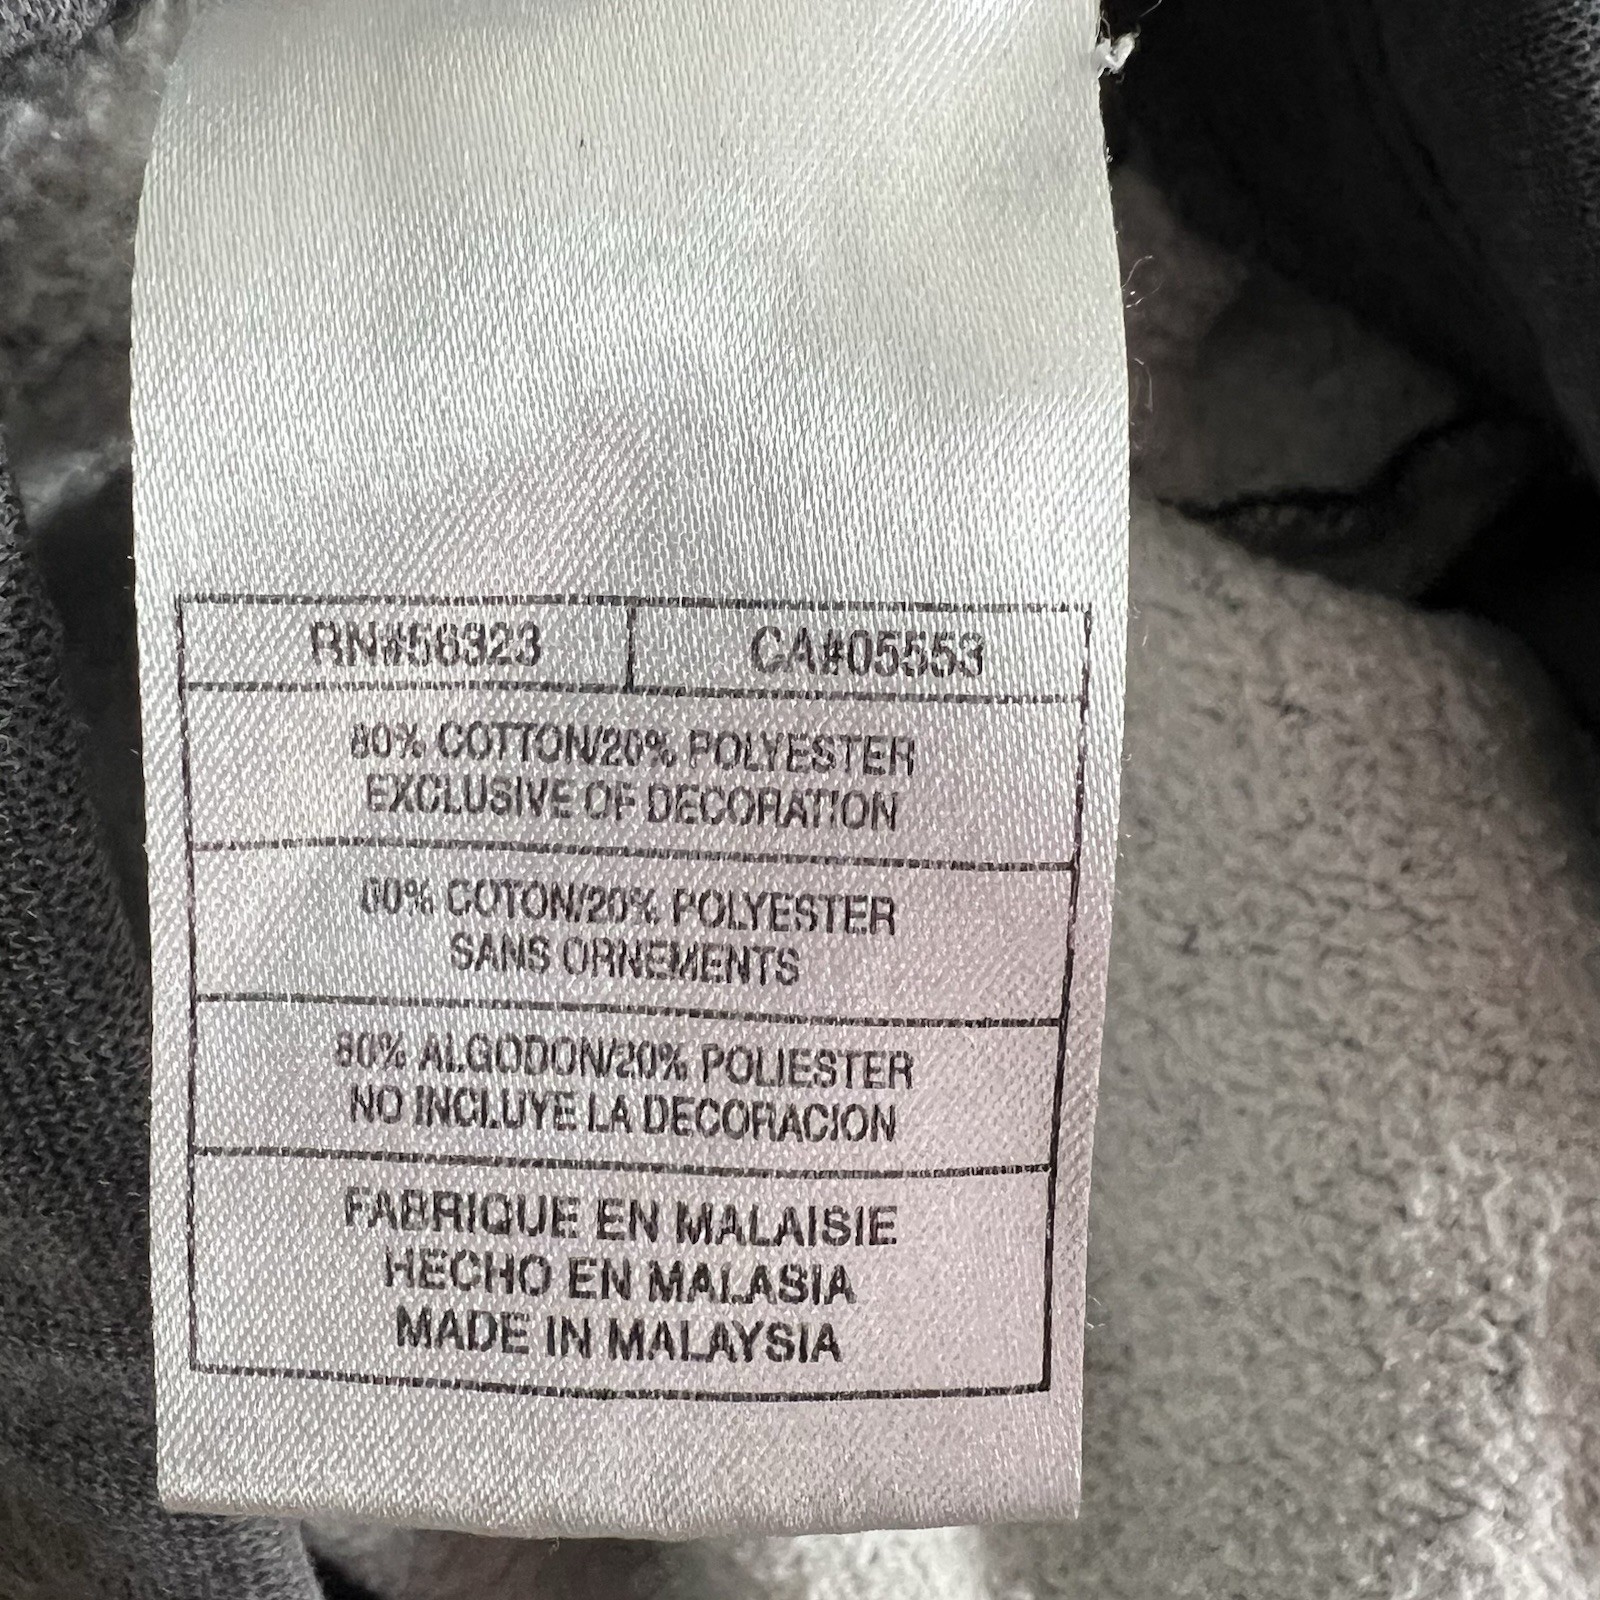 RN#56323 CA#05553
80% COTTON/20% POLYESTER
EXCLUSIVE OF DECORATION
80% COTON/20% POLYESTER
SANS ORNEMENTS
80% ALGODON/20% POLIESTER
NO INCLUYE LA DECORACION
FABRIQUE EN MALAISIE
HECHO EN MALASIA
MADE IN MALAYSIA